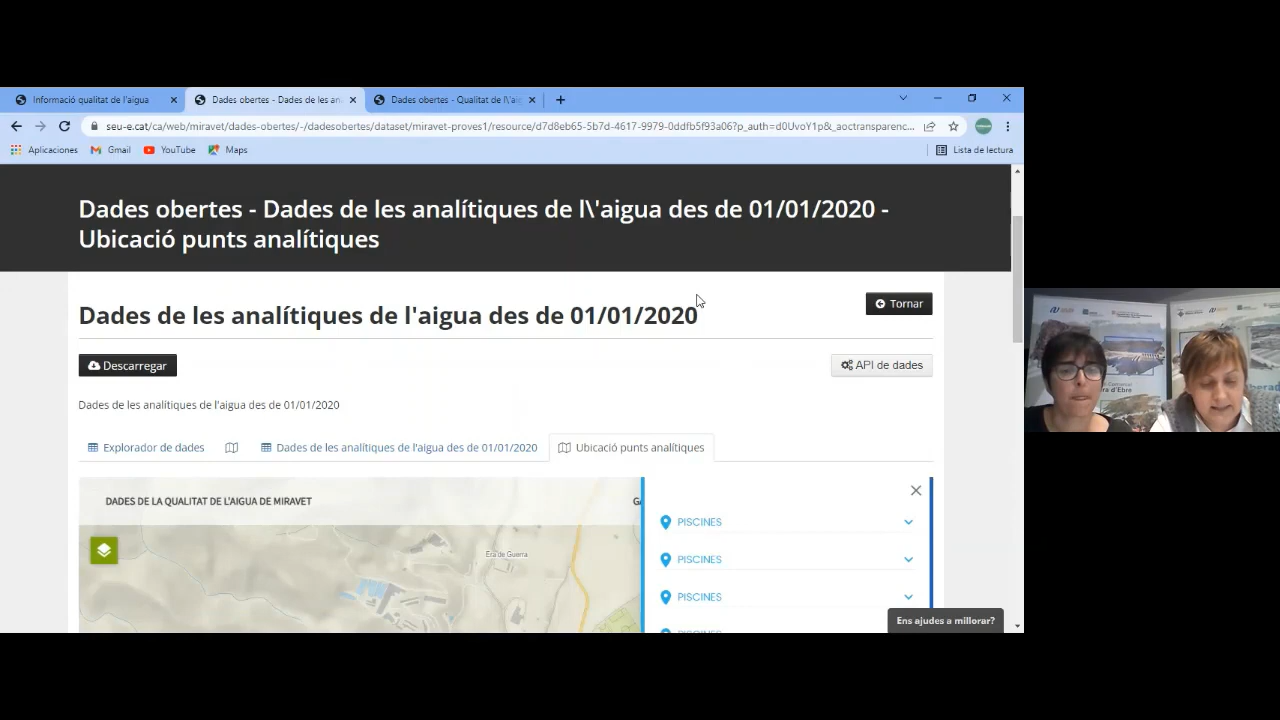 Informació qualitat de l'aigua
Dades obertes - Dades de les an
Dades obertes - Qualitat de l\'aig
seu-e.cat/ca/web/miravet/dades-obertes/-/dadesobertes/dataset/miravet-proves1/resource/d7d8eb65-5b7d-4617-9979-0ddfb5f93a06?p_auth=d0UvoY1p&_aoctransparenc...
Aplicaciones Gmail YouTube Maps Lista de lectura
Dades obertes - Dades de les analítiques de l\'aigua des de 01/01/2020 -
Ubicació punts analítiques
Tornar
Dades de les analítiques de l'aigua des de 01/01/2020
Descarregar API de dades
Dades de les analítiques de l'aigua des de 01/01/2020
Explorador de dades Dades de les analítiques de l'aigua des de 01/01/2020 Ubicació punts analítiques
DADES DE LA QUALITAT DE L'AIGUA DE MIRAVET
PISCINES
Era de Guerra
PISCINES
PISCINES
Ens ajudes a millorar?